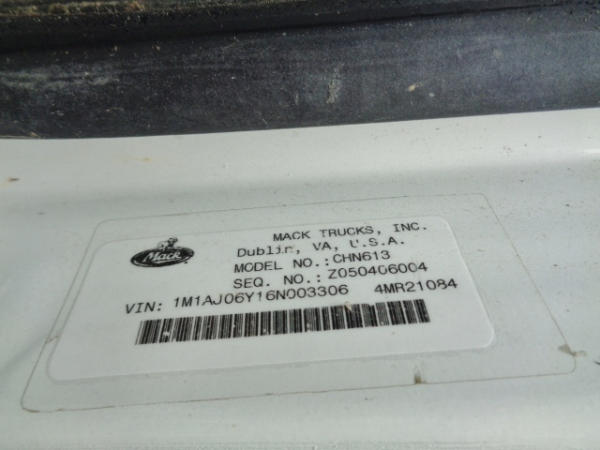 Mack
MACK TRUCKS, INC.
Dublin, VA, U.S.A.
MODEL NO.:CHN613
SEQ. NO.: Z050406004
VIN: 1M1AJ06Y16N003306 4MR21084